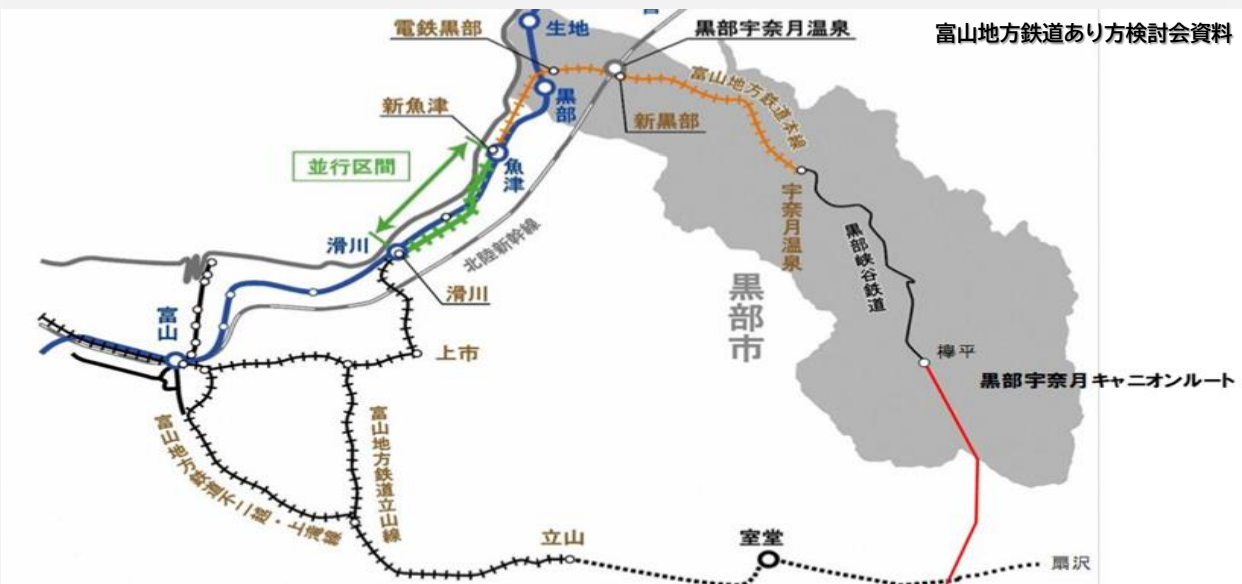 富山地方鉄道あり方検討会資料
生地
電鉄黒部
黒部宇奈月温泉
富山地方鉄道本線
新魚津
黒部
新黒部
並行区間
魚津
宇奈月温泉
滑川
北陸新幹線
黒部峡谷鉄道
滑川
黒部市
富山
上市
欅平
黒部宇奈月キャニオンルート
富山地方鉄道不二越・上滝線
富山地方鉄道立山線
立山
室堂
扇沢